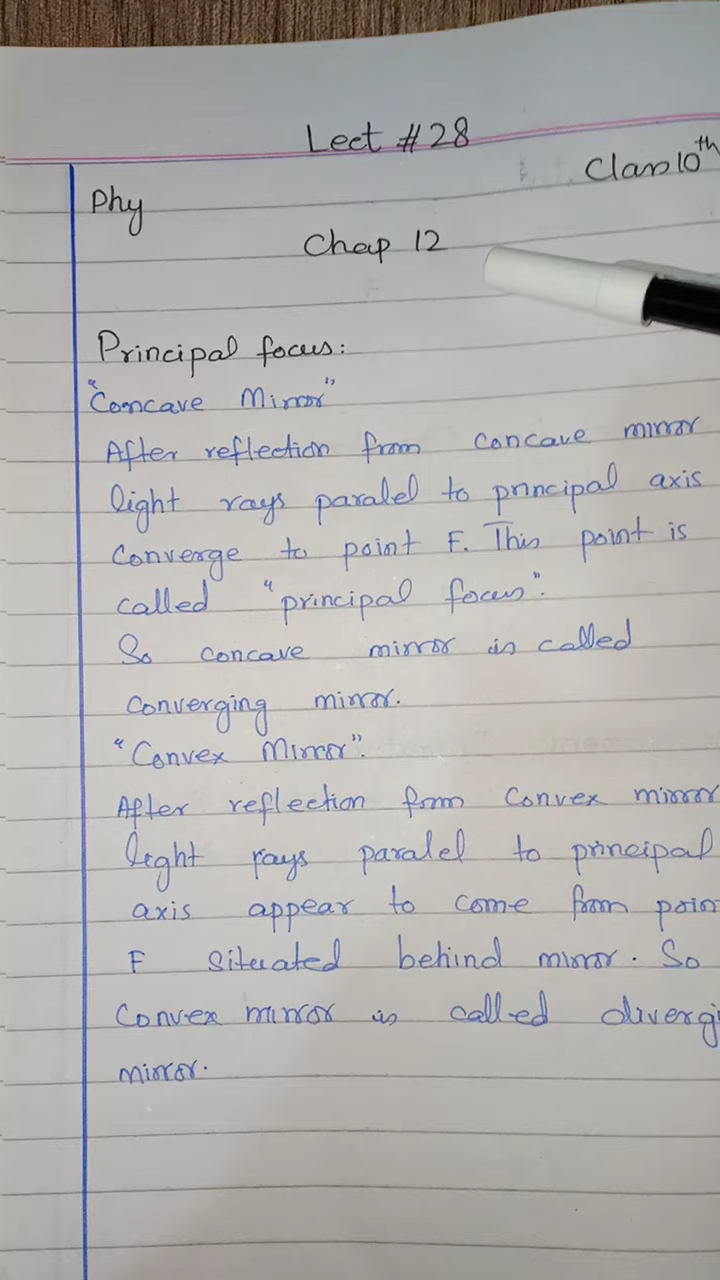 Lect #28
Class 10th
Phy
Chap 12
Principal focus:
"Concave Mirror"
After reflection from concave mirror
light rays paralel to principal axis
converge to point F. This point is
called "principal focus".
So concave mirror is called
converging mirror.
"Convex Mirror".
After reflection from convex mirror
light rays paralel to principal
axis appear to come from poin
F situated behind mirror. So
Convex mirror is called divergi
mirror.